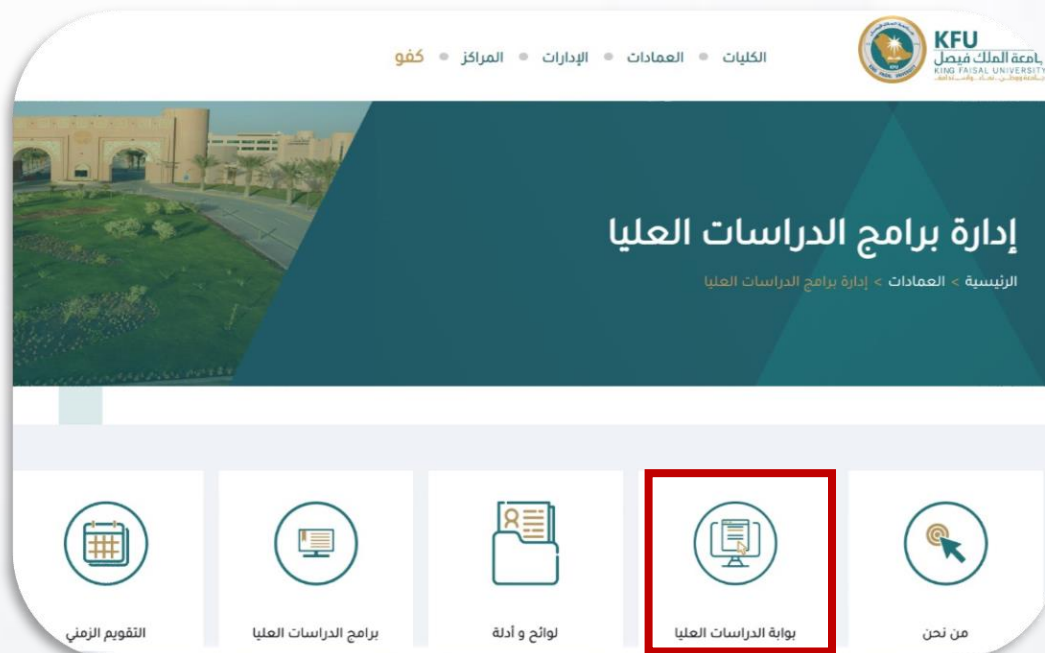 KFU
جامعة الملك فيصل
KING FAISAL UNIVERSITY
الكليات • العمادات • الإدارات • المراكز • كفو
إدارة برامج الدراسات العليا
الرئيسية > العمادات > إدارة برامج الدراسات العليا
من نحن
بوابة الدراسات العليا
لوائح و أدلة
برامج الدراسات العليا
التقويم الزمني